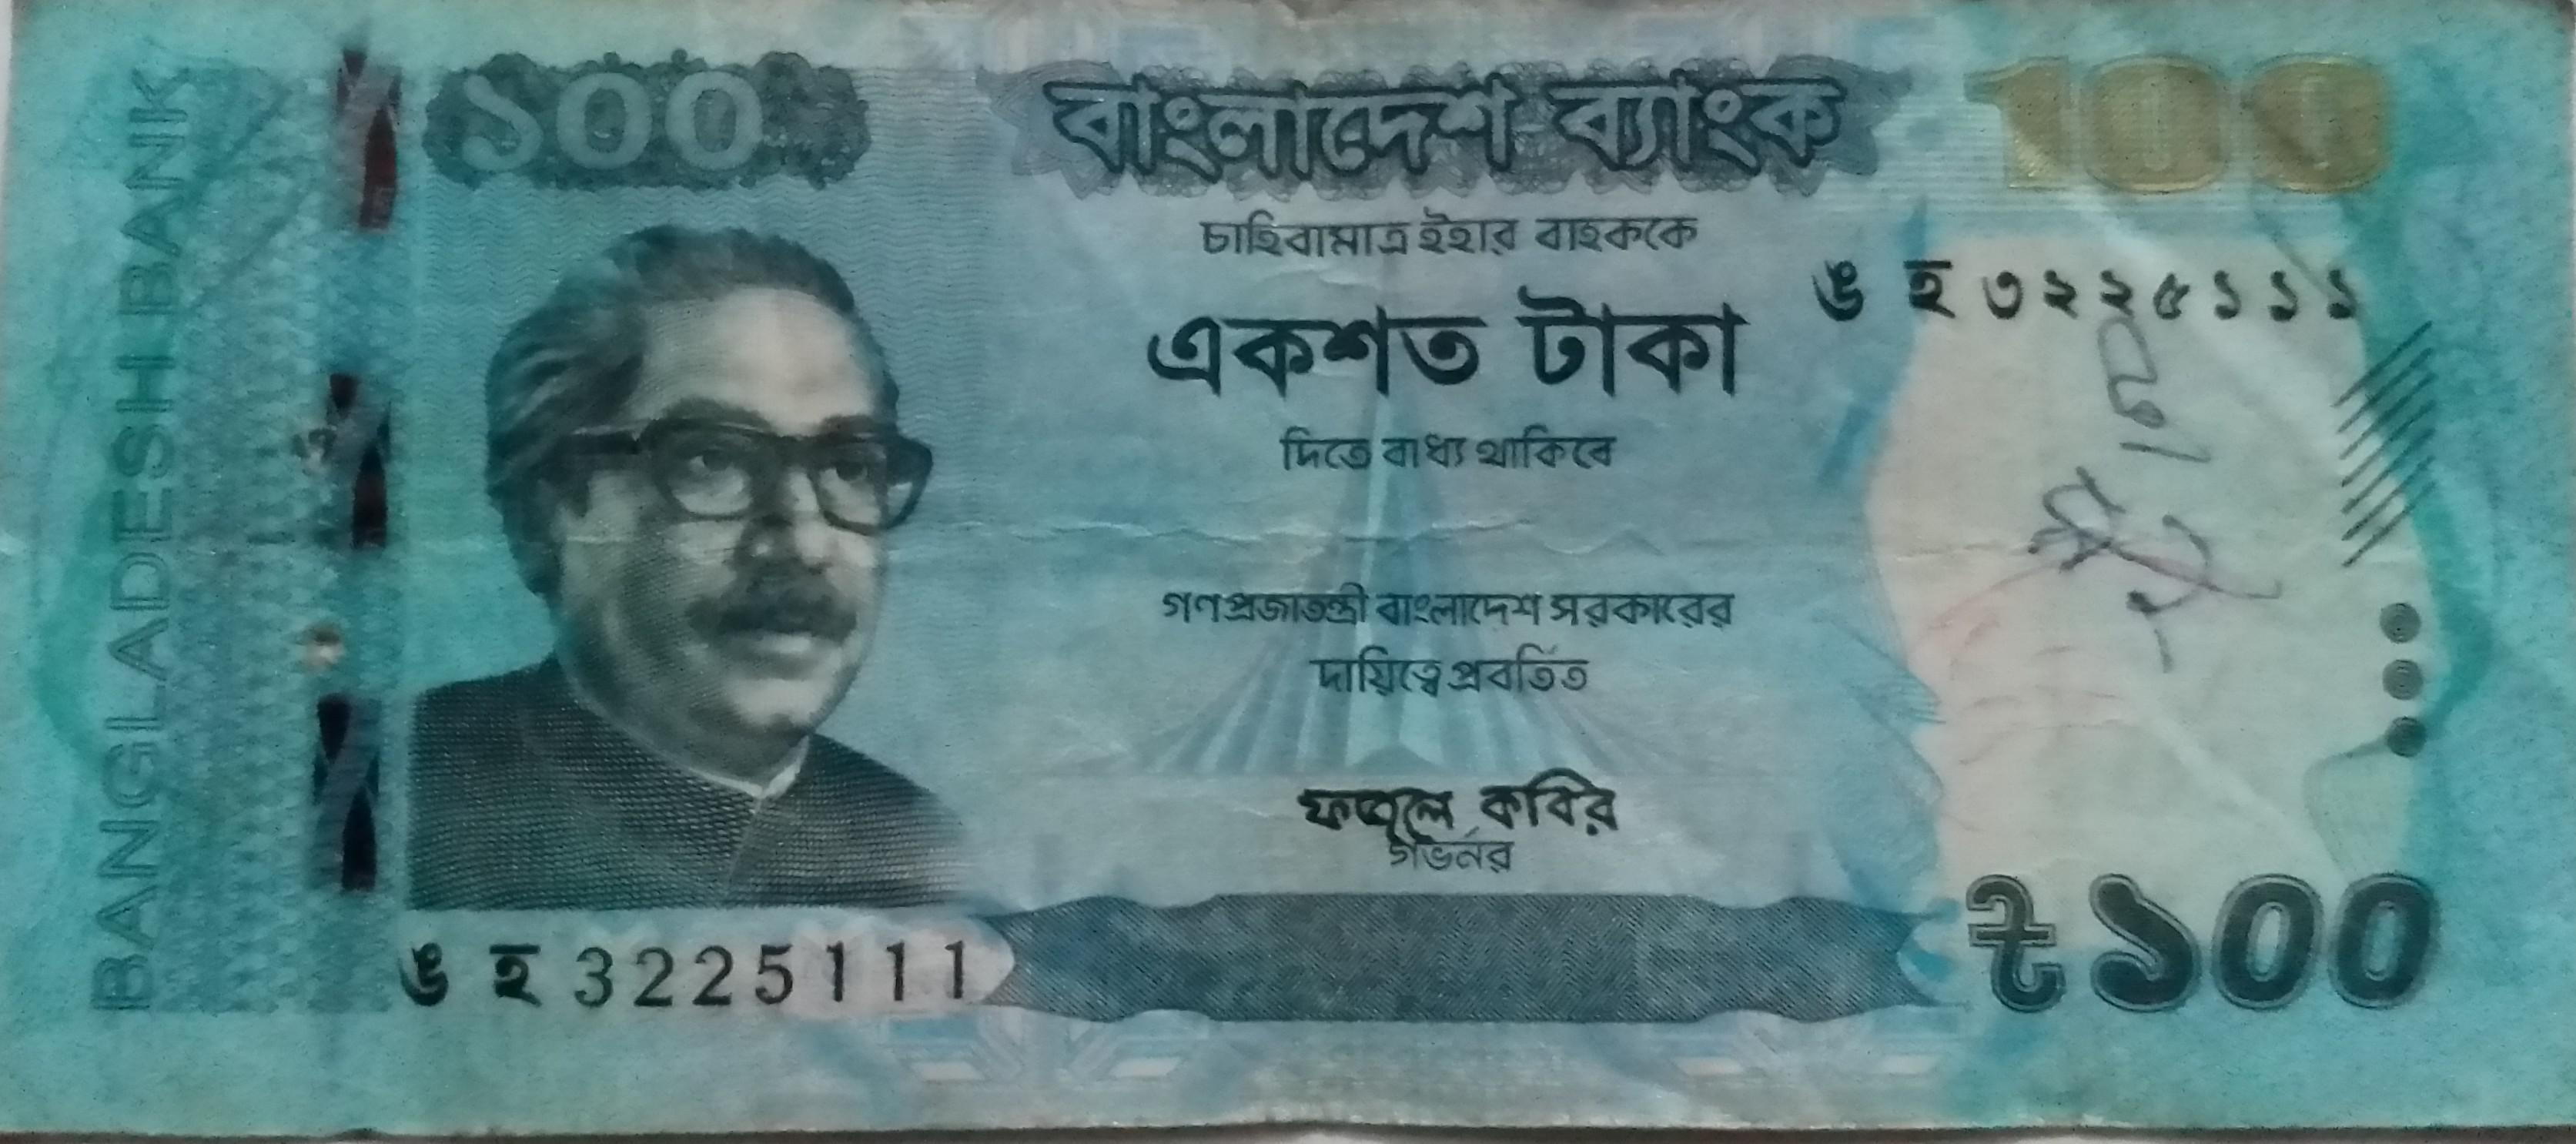 BANGLADESH BANK
১০০
বাংলাদেশ ব্যাংক
100
চাহিবামাত্র ইহার বাহককে
ঙ হ ৩২২৫১১১
একশত টাকা
দিতে বাধ্য থাকিবে
গণপ্রজাতন্ত্রী বাংলাদেশ সরকারের
দায়িত্বে প্রবর্তিত
ফজলে কবির
গভর্নর
ঙ হ 3225111
৳১০০